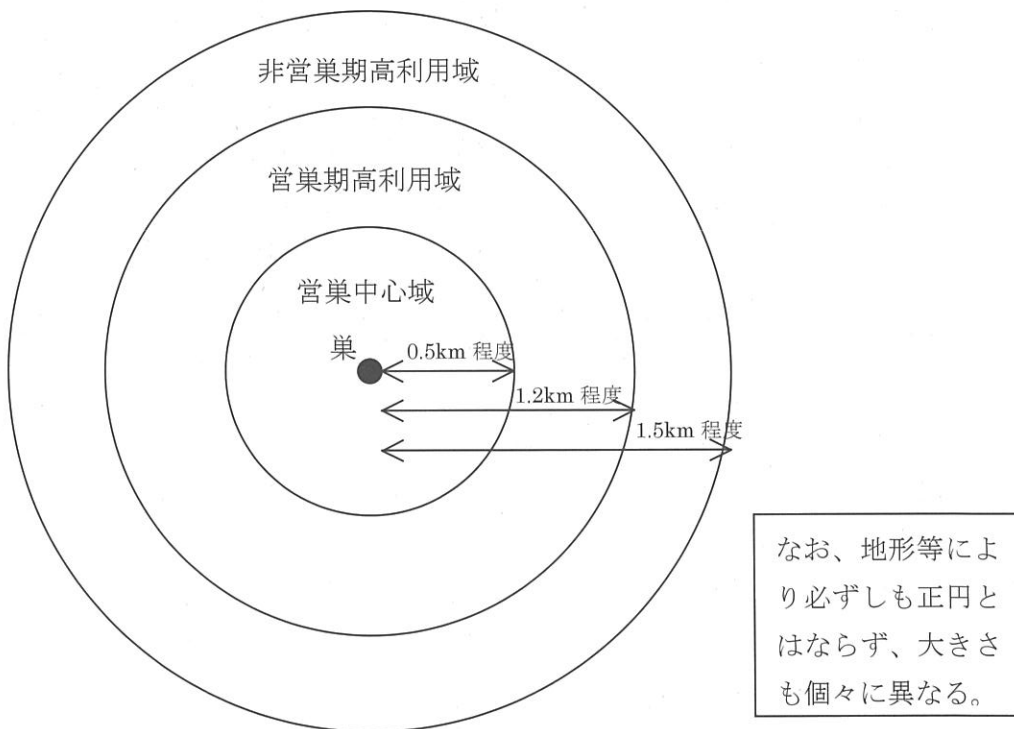 非営巣期高利用域
営巣期高利用域
営巣中心域
巣
0.5km 程度
1.2km 程度
1.5km 程度
なお、地形等によ
り必ずしも正円と
はならず、大きさ
も個々に異なる。